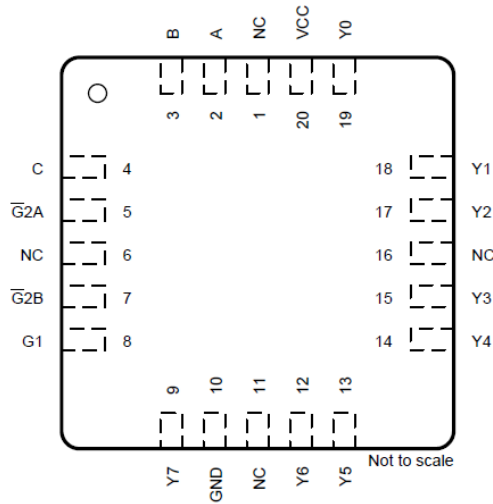 B A NC VCC Y0
3 2 1 20 19
C 4 18 Y1
G̅2A 5 17 Y2
NC 6 16 NC
G̅2B 7 15 Y3
G1 8 14 Y4
9 10 11 12 13
Y7 GND NC Y6 Y5
Not to scale